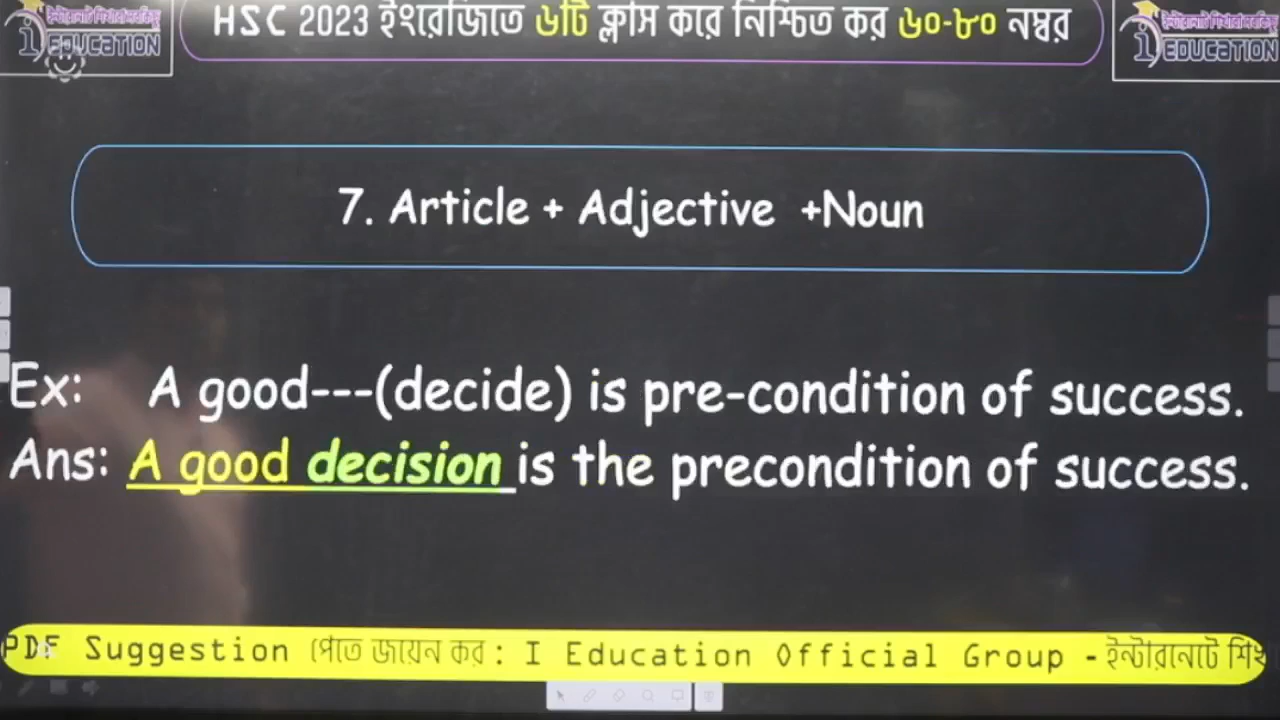 HSC 2023 ইংরেজিতে ৬টি ক্লাস করে নিশ্চিত কর ৬০-৮০ নম্বর
i EDUCATION
i EDUCATION
7. Article + Adjective +Noun
Ex: A good---(decide) is pre-condition of success.
Ans: A good decision is the precondition of success.
PDF Suggestion পেতে জয়েন কর : I Education Official Group - ইন্টারনেটে